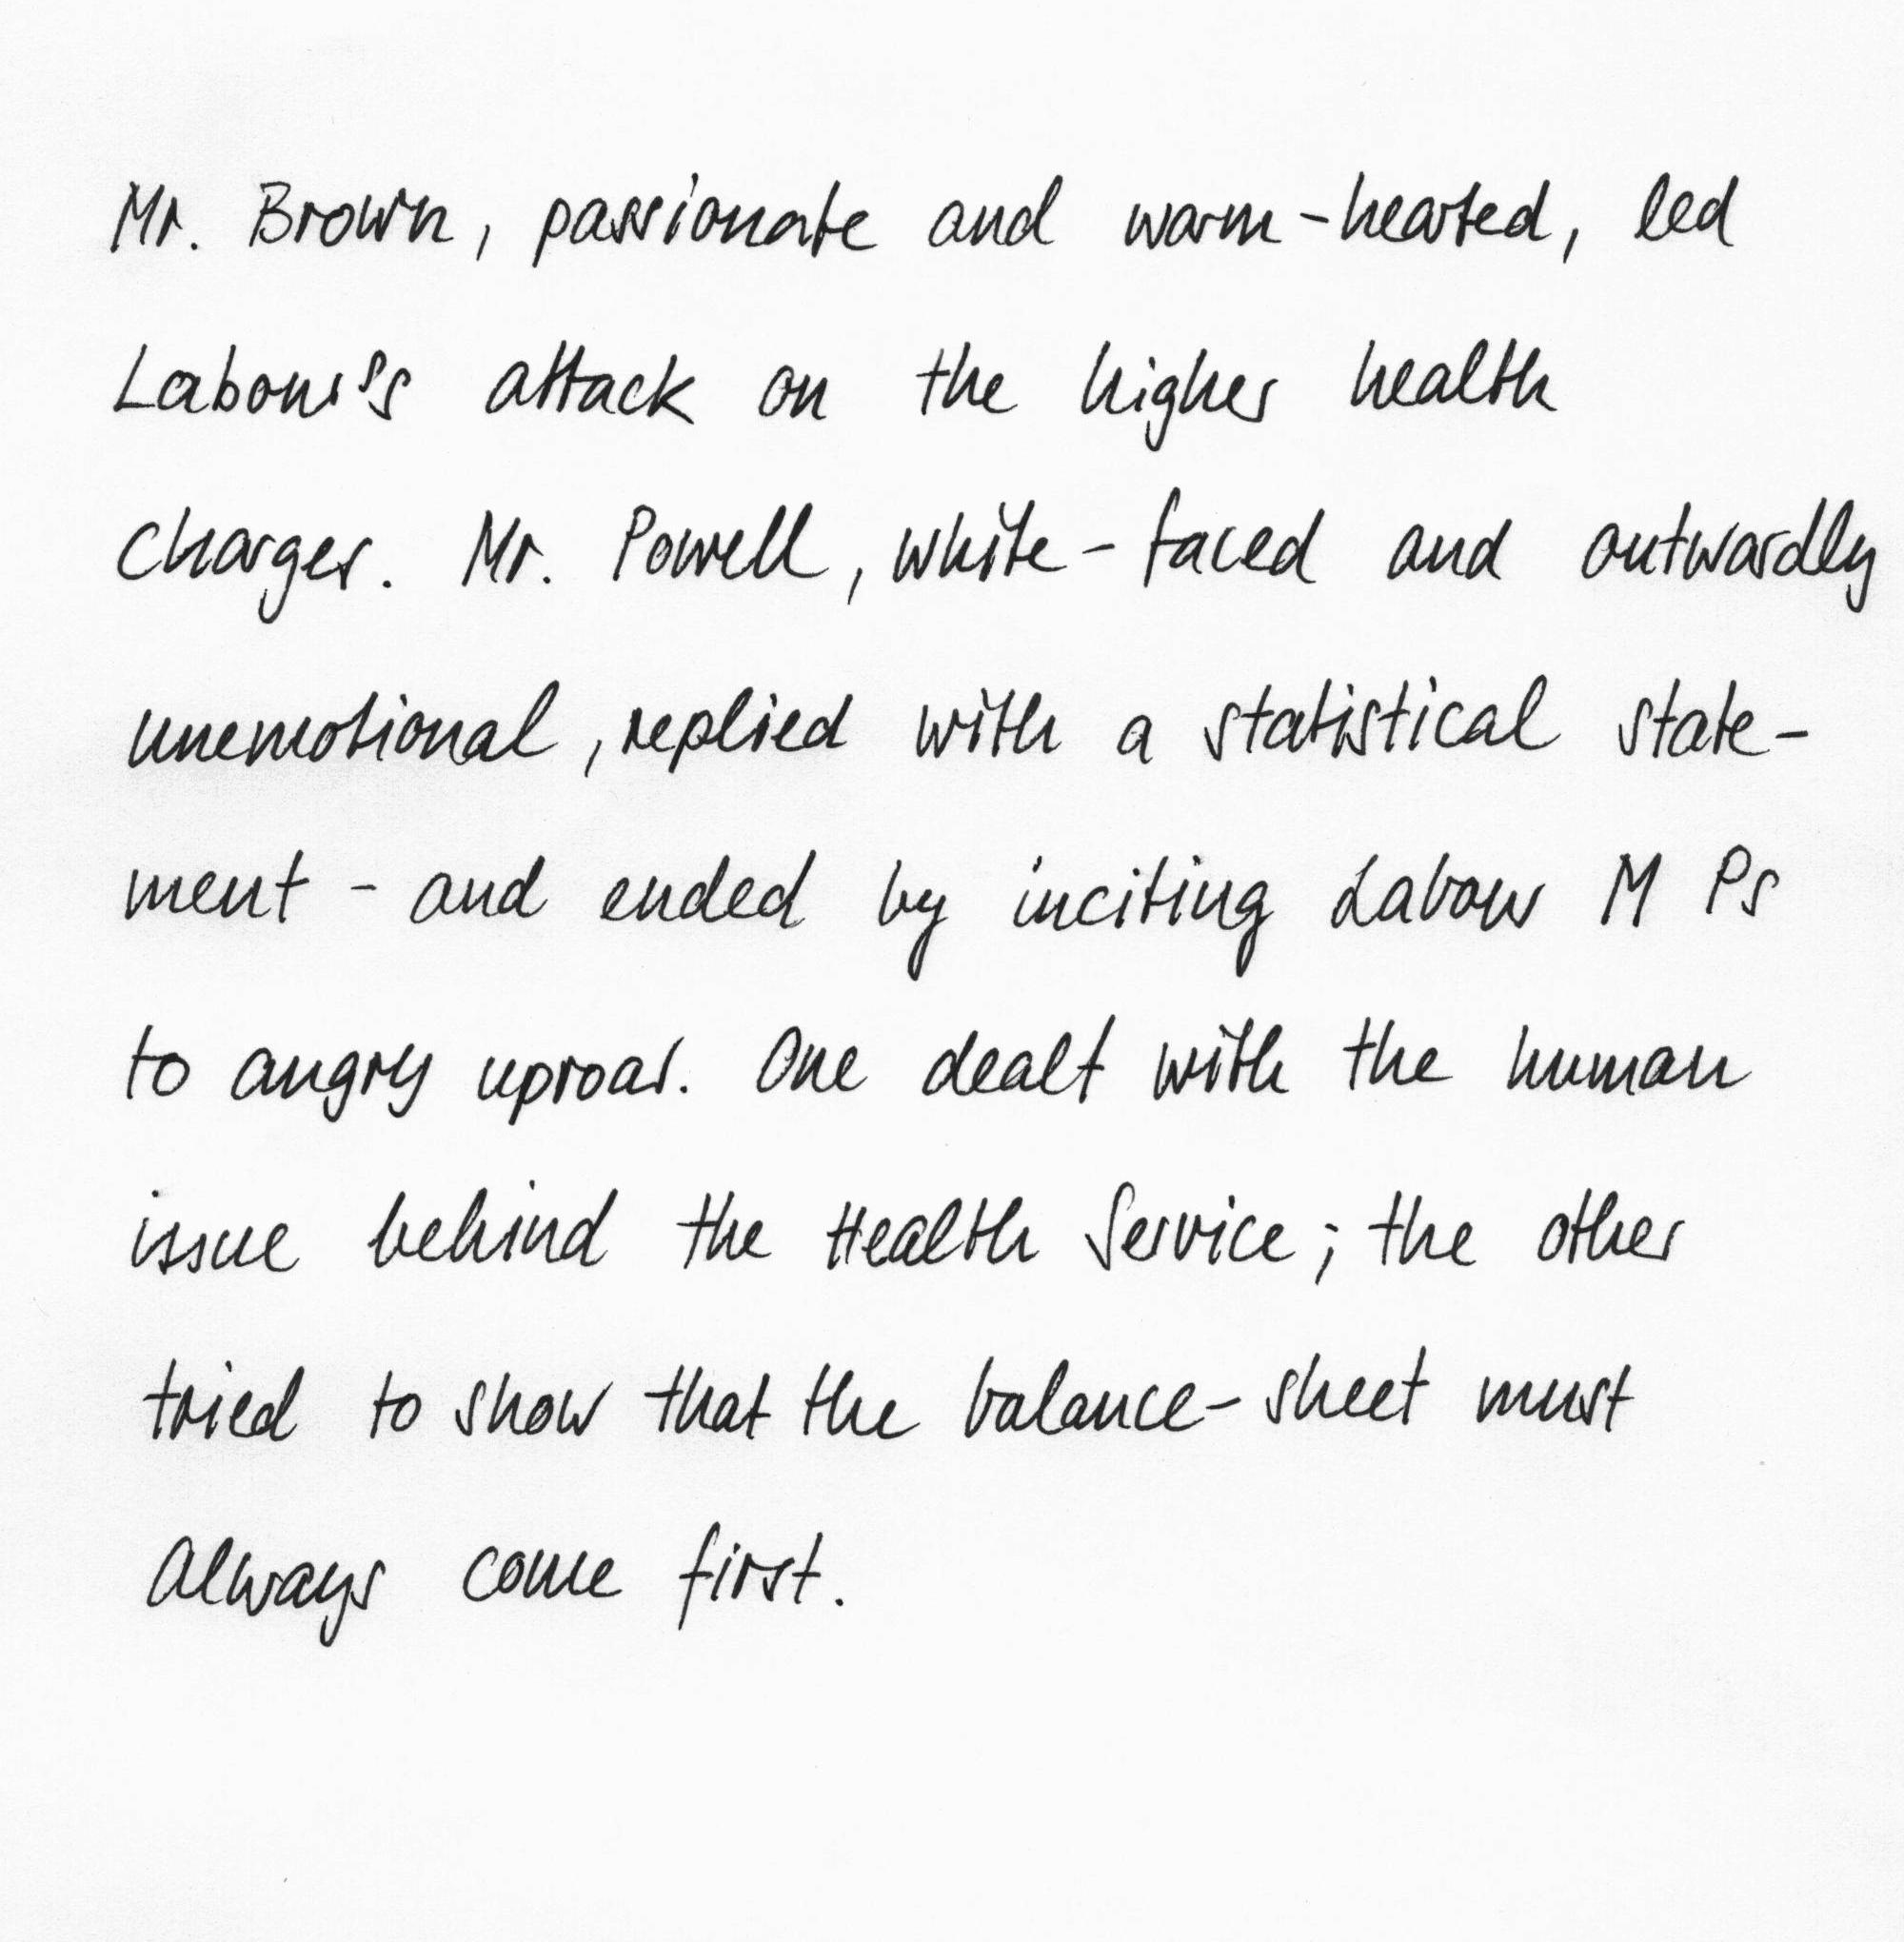 Mr. Brown, passionate and warm-hearted, led
Labour's attack on the higher health
charges. Mr. Powell, white-faced and outwardly
unemotional, replied with a statistical state-
ment - and ended by inciting Labour M Ps
to angry uproar. One dealt with the human
issue behind the Health Service; the other
tried to show that the balance-sheet must
always come first.